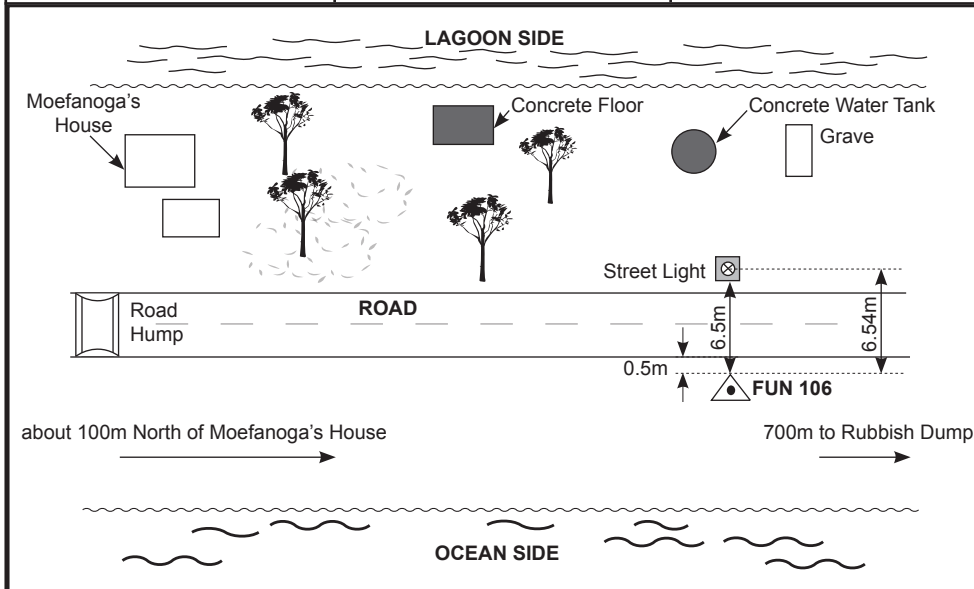 LAGOON SIDE
Moefanoga's
House
Concrete Floor
Concrete Water Tank
Grave
Street Light
Road
Hump
ROAD
6.5m
6.54m
0.5m
FUN 106
about 100m North of Moefanoga's House
700m to Rubbish Dump
OCEAN SIDE